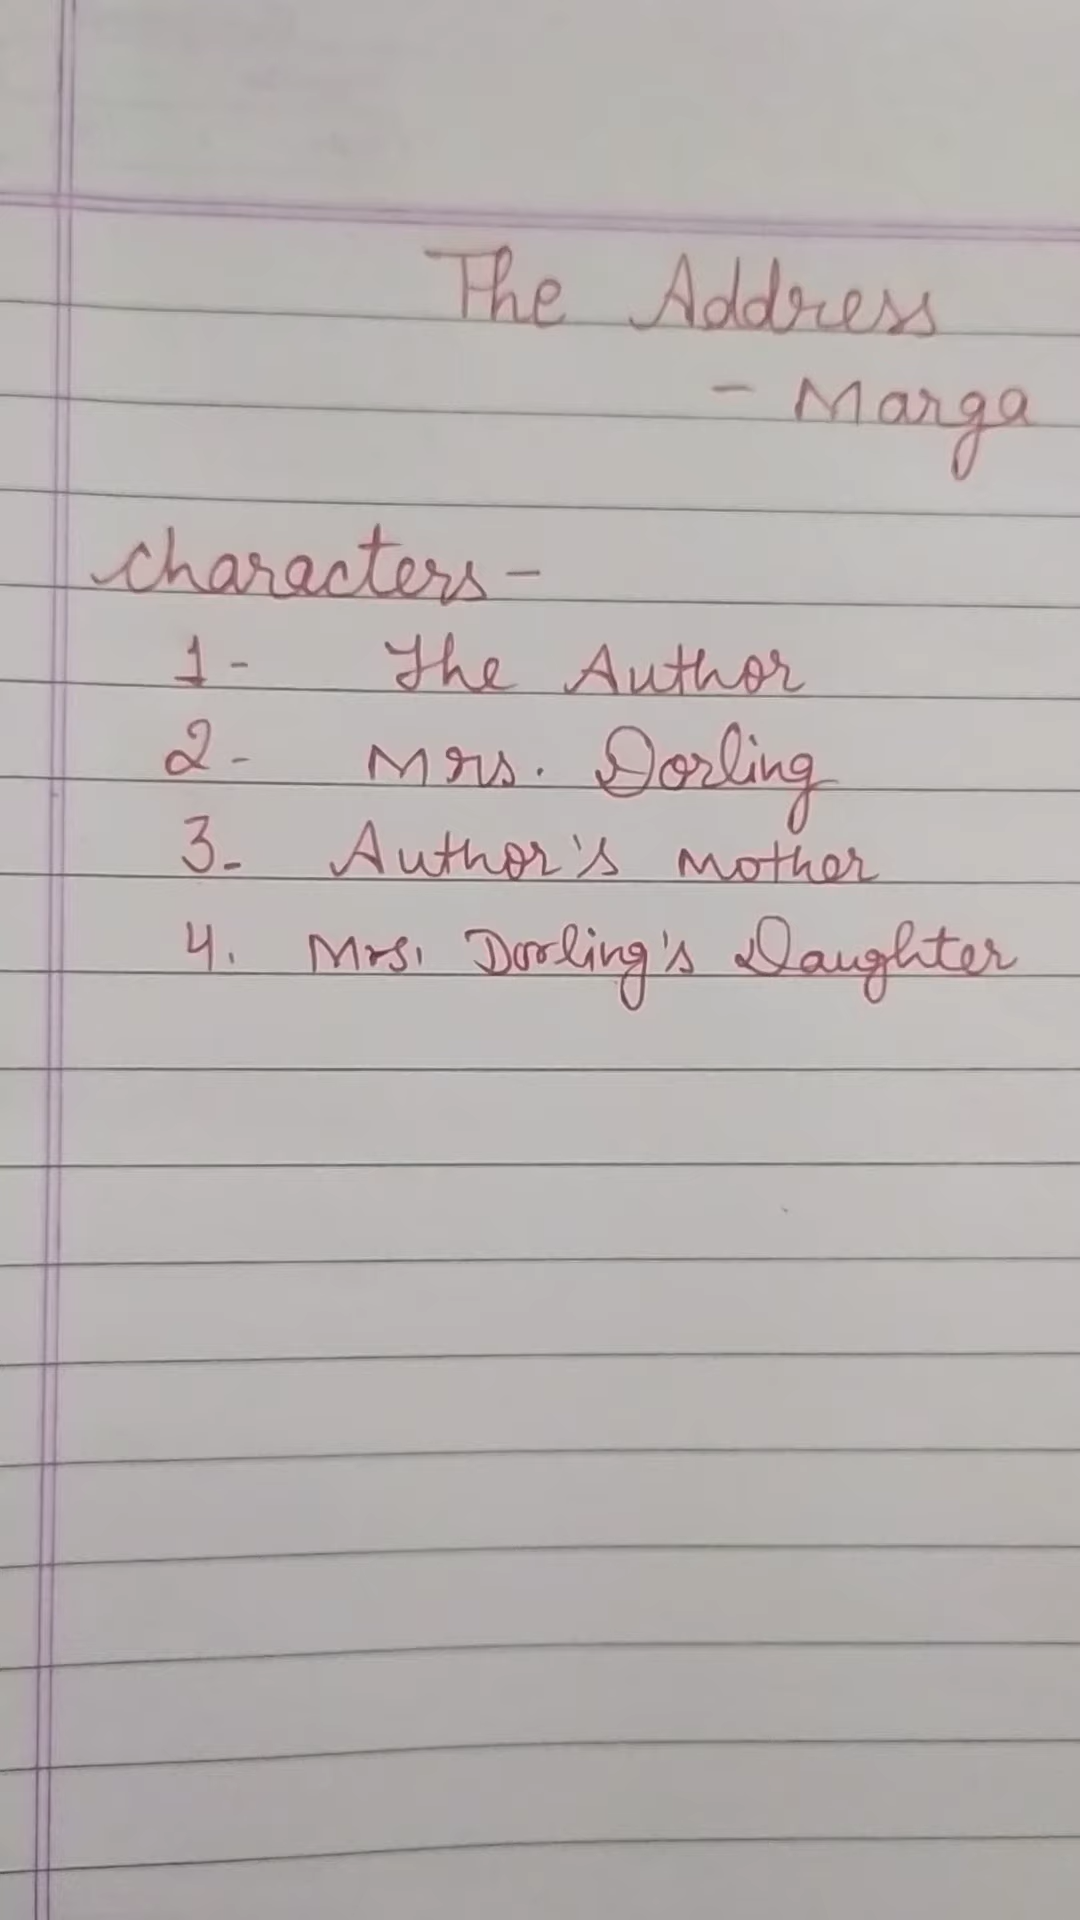 The Address
- Marga
Characters -
1- The Author
2- Mrs. Dorling
3- Author's Mother
4. Mrs. Dorling's Daughter